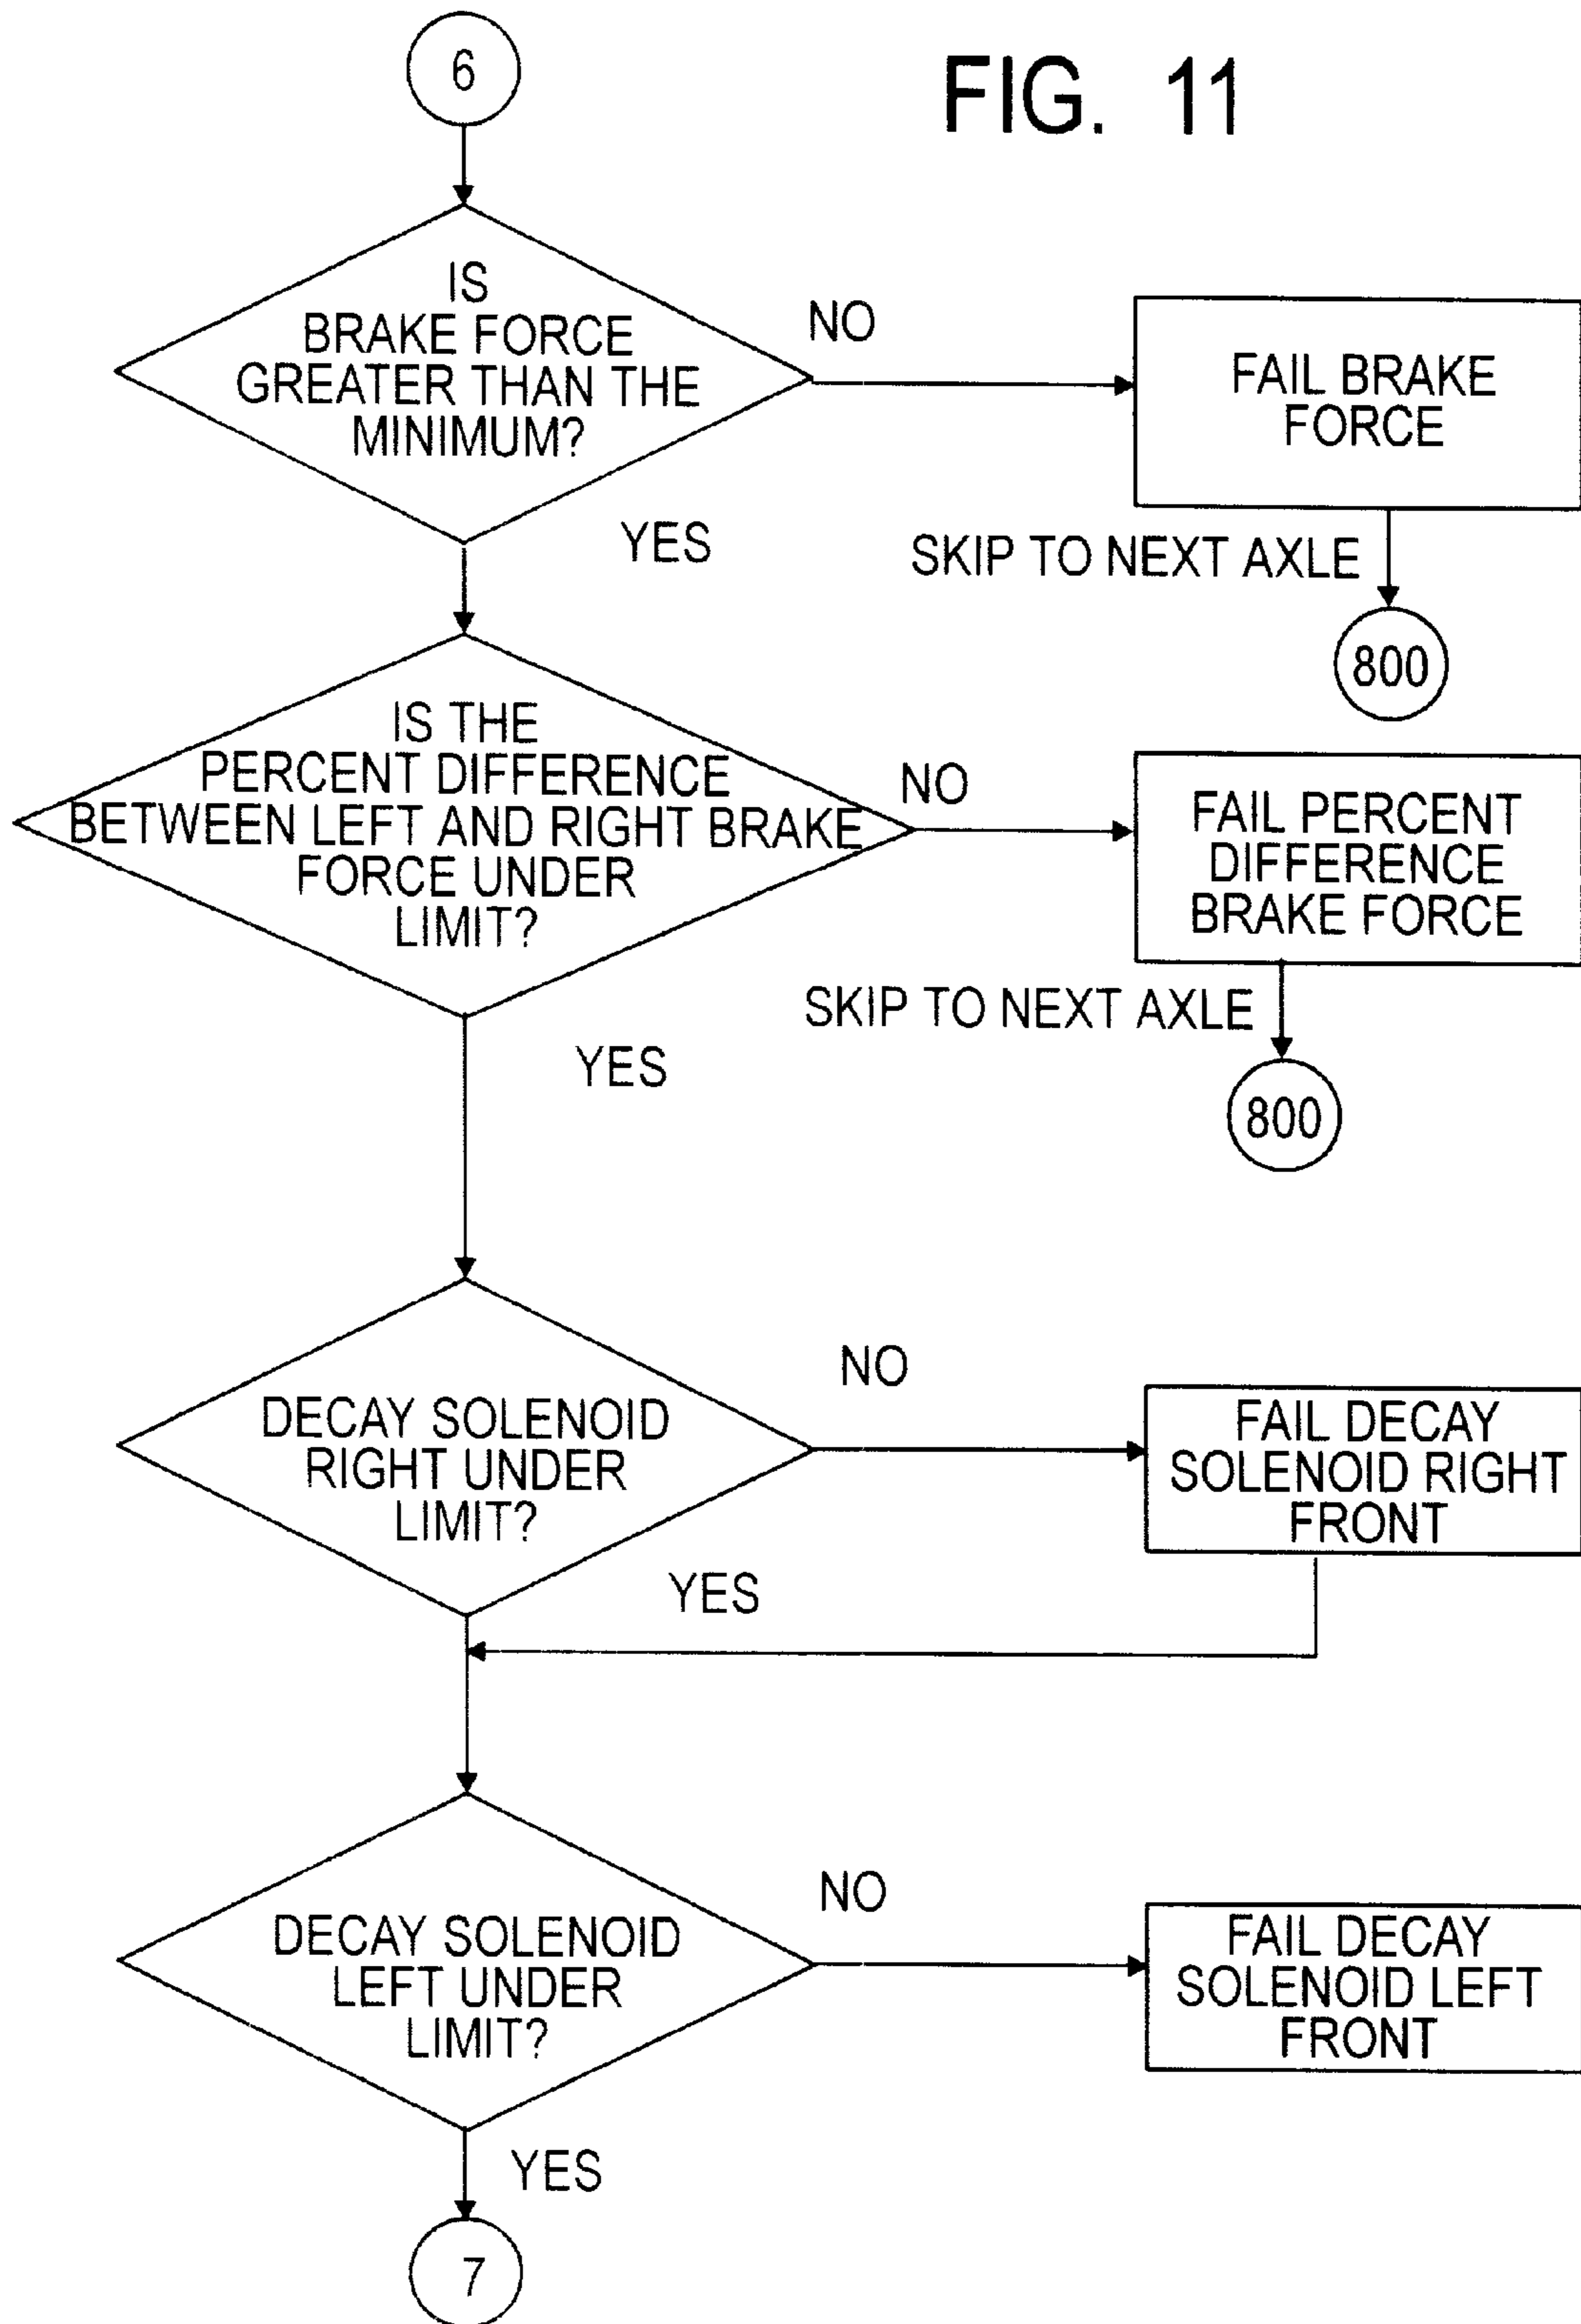 6
FIG. 11
IS
BRAKE FORCE
GREATER THAN THE
MINIMUM?
NO
FAIL BRAKE
FORCE
YES
SKIP TO NEXT AXLE
800
IS THE
PERCENT DIFFERENCE
BETWEEN LEFT AND RIGHT BRAKE
FORCE UNDER
LIMIT?
NO
FAIL PERCENT
DIFFERENCE
BRAKE FORCE
SKIP TO NEXT AXLE
YES
800
DECAY SOLENOID
RIGHT UNDER
LIMIT?
NO
FAIL DECAY
SOLENOID RIGHT
FRONT
YES
DECAY SOLENOID
LEFT UNDER
LIMIT?
NO
FAIL DECAY
SOLENOID LEFT
FRONT
YES
7